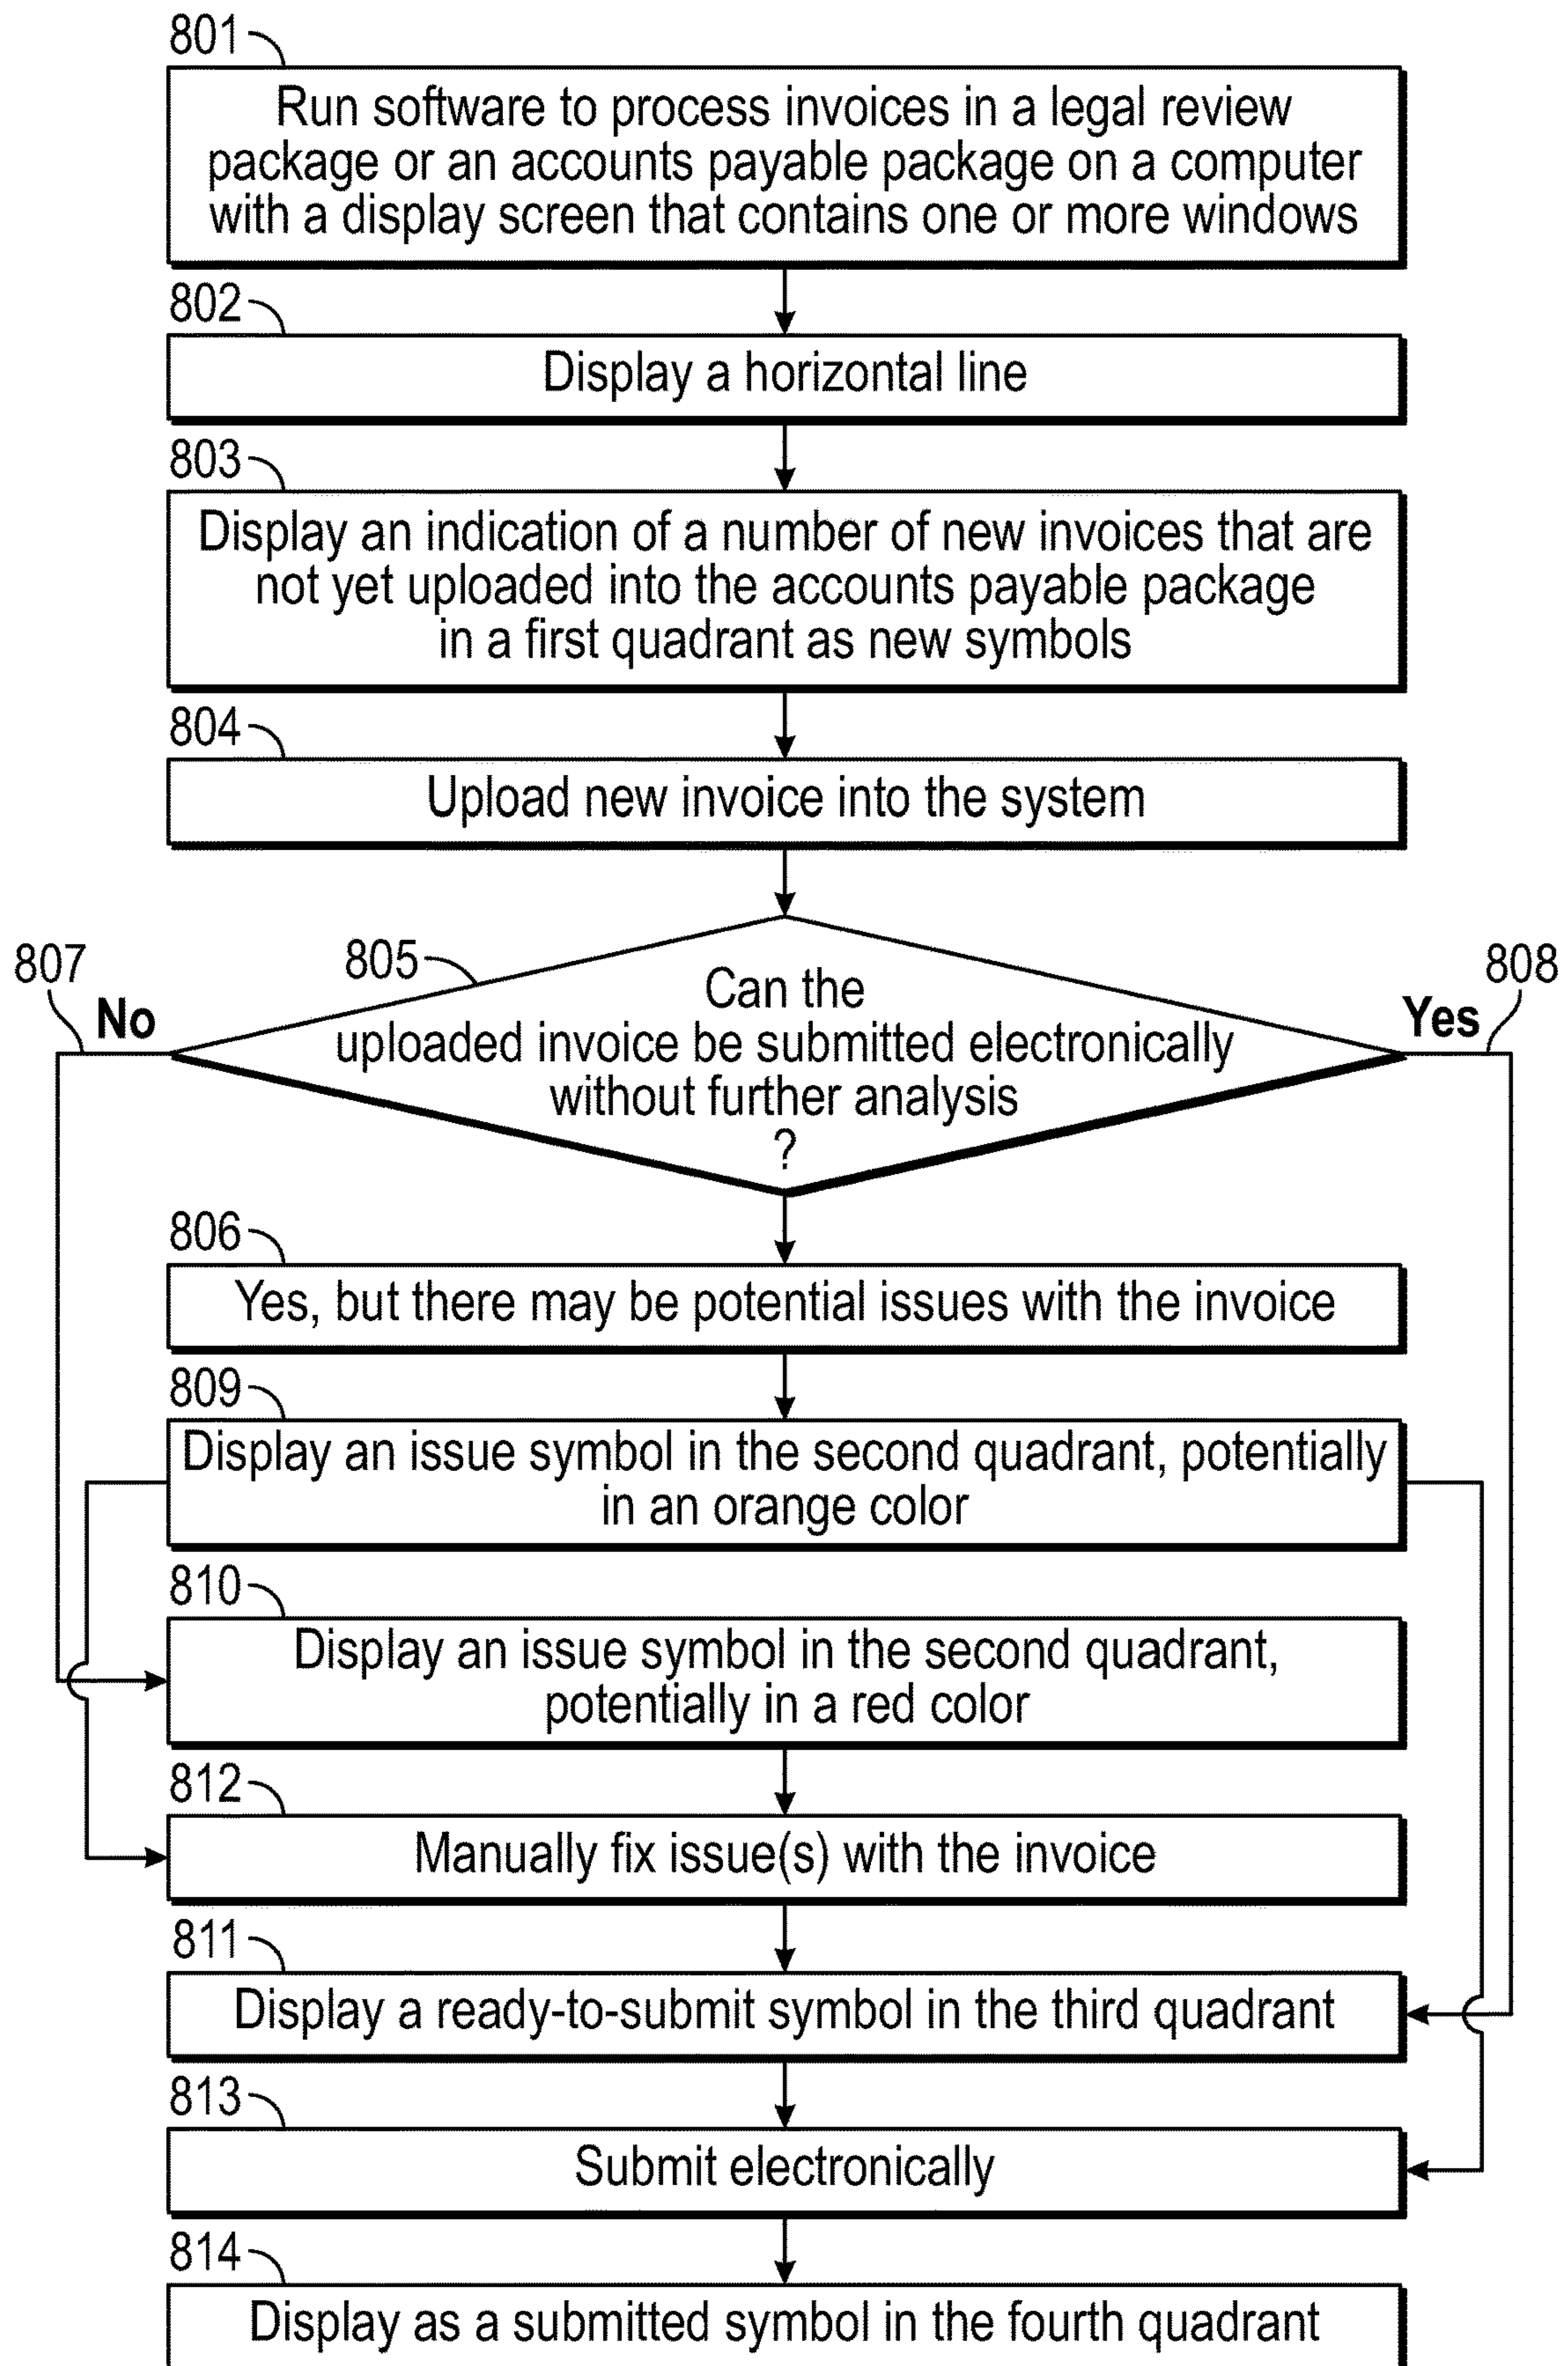 801
Run software to process invoices in a legal review
package or an accounts payable package on a computer
with a display screen that contains one or more windows
802
Display a horizontal line
803
Display an indication of a number of new invoices that are
not yet uploaded into the accounts payable package
in a first quadrant as new symbols
804
Upload new invoice into the system
807
No
805
Can the
uploaded invoice be submitted electronically
without further analysis
?
808
Yes
806
Yes, but there may be potential issues with the invoice
809
Display an issue symbol in the second quadrant, potentially
in an orange color
810
Display an issue symbol in the second quadrant,
potentially in a red color
812
Manually fix issue(s) with the invoice
811
Display a ready-to-submit symbol in the third quadrant
813
Submit electronically
814
Display as a submitted symbol in the fourth quadrant